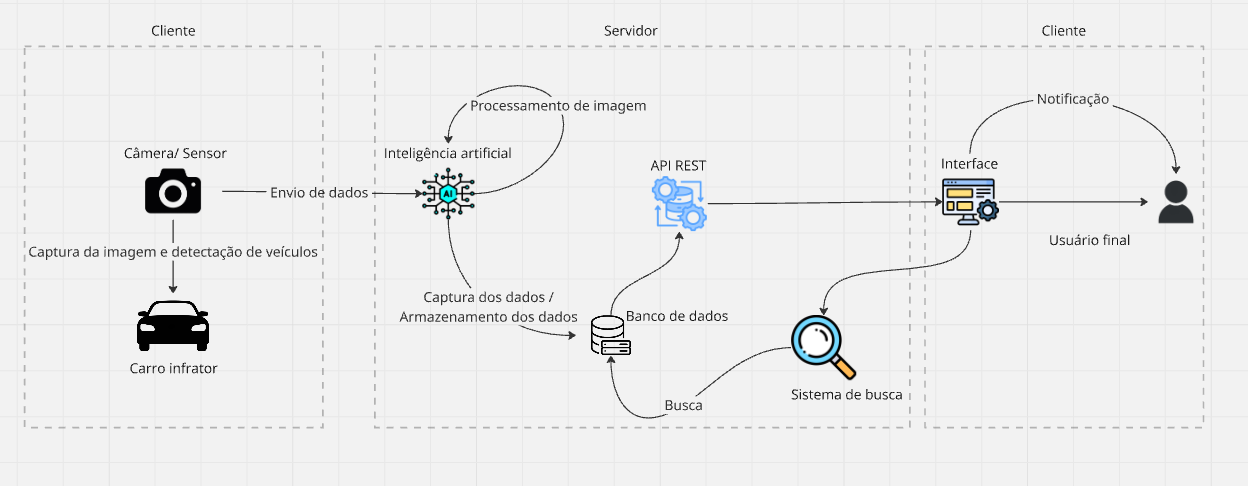 Cliente
Servidor
Cliente
Câmera/ Sensor
Envio de dados
Captura da imagem e detectação de veículos
Carro infrator
Processamento de imagem
Inteligência artificial
AI
Captura dos dados /
Armazenamento dos dados
Banco de dados
API REST
Busca
Sistema de busca
Interface
Notificação
Usuário final